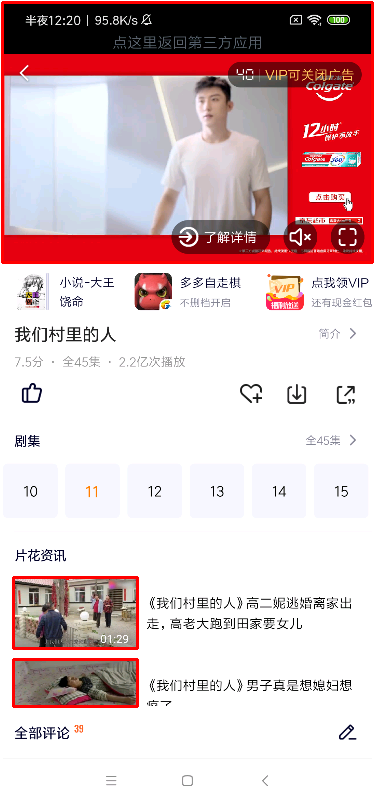 半夜12:20 | 95.8K/s
100
点这里返回第三方应用
40 VIP可关闭广告
Colgate
12小时
点击购买
了解详情
小说-大王饶命
多多自走棋
不删档开启
点我领VIP
还有现金红包
VIP
我们村里的人
简介
7.5分 · 全45集 · 2.2亿次播放
剧集
全45集
10 11 12 13 14 15
片花资讯
01:29
《我们村里的人》高二妮逃婚离家出
走，高老大跑到田家要女儿
《我们村里的人》男子真是想媳妇想
疯了
全部评论 39